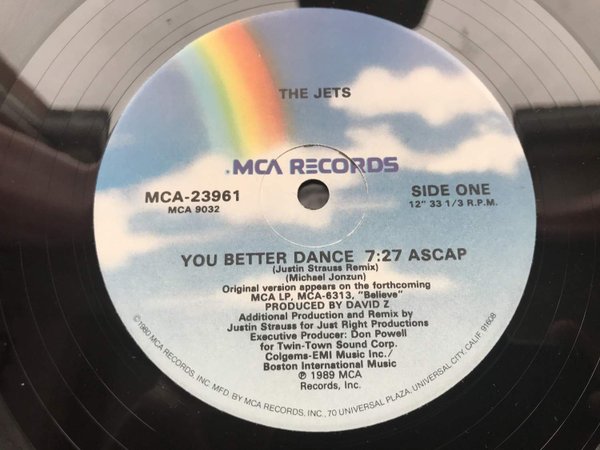 THE JETS
MCA RECORDS
MCA-23961
MCA 9032
SIDE ONE
12" 33 1/3 R.P.M.
YOU BETTER DANCE 7:27 ASCAP
(Justin Strauss Remix)
(Michael Jonzun)
Original version appears on the forthcoming
MCA LP, MCA-6313, "Believe"
PRODUCED BY DAVID Z
Additional Production and Remix by
Justin Strauss for Just Right Productions
Executive Producer: Don Powell
for Twin-Town Sound Corp.
Colgems-EMI Music Inc./
Boston International Music
℗ 1989 MCA
Records, Inc.
©1980 MCA RECORDS, INC. MFD BY MCA RECORDS, INC., 70 UNIVERSAL PLAZA, UNIVERSAL CITY, CALIF. 91608